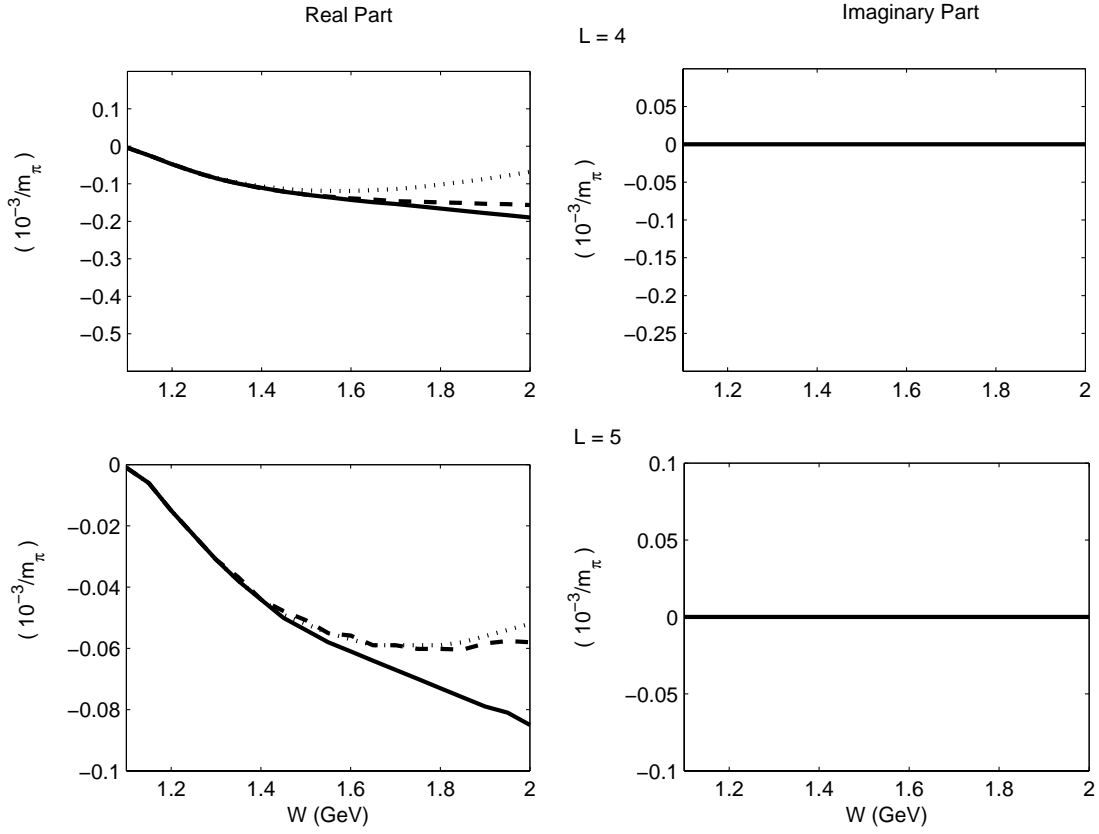 Real Part
Imaginary Part
L = 4
( 10−3/mπ )
0.1
0
−0.1
−0.2
−0.3
−0.4
−0.5
1.2 1.4 1.6 1.8 2
( 10−3/mπ )
0.05
0
−0.05
−0.1
−0.15
−0.2
−0.25
1.2 1.4 1.6 1.8 2
L = 5
( 10−3/mπ )
0
−0.02
−0.04
−0.06
−0.08
−0.1
1.2 1.4 1.6 1.8 2
W (GeV)
( 10−3/mπ )
0.1
0.05
0
−0.05
−0.1
1.2 1.4 1.6 1.8 2
W (GeV)